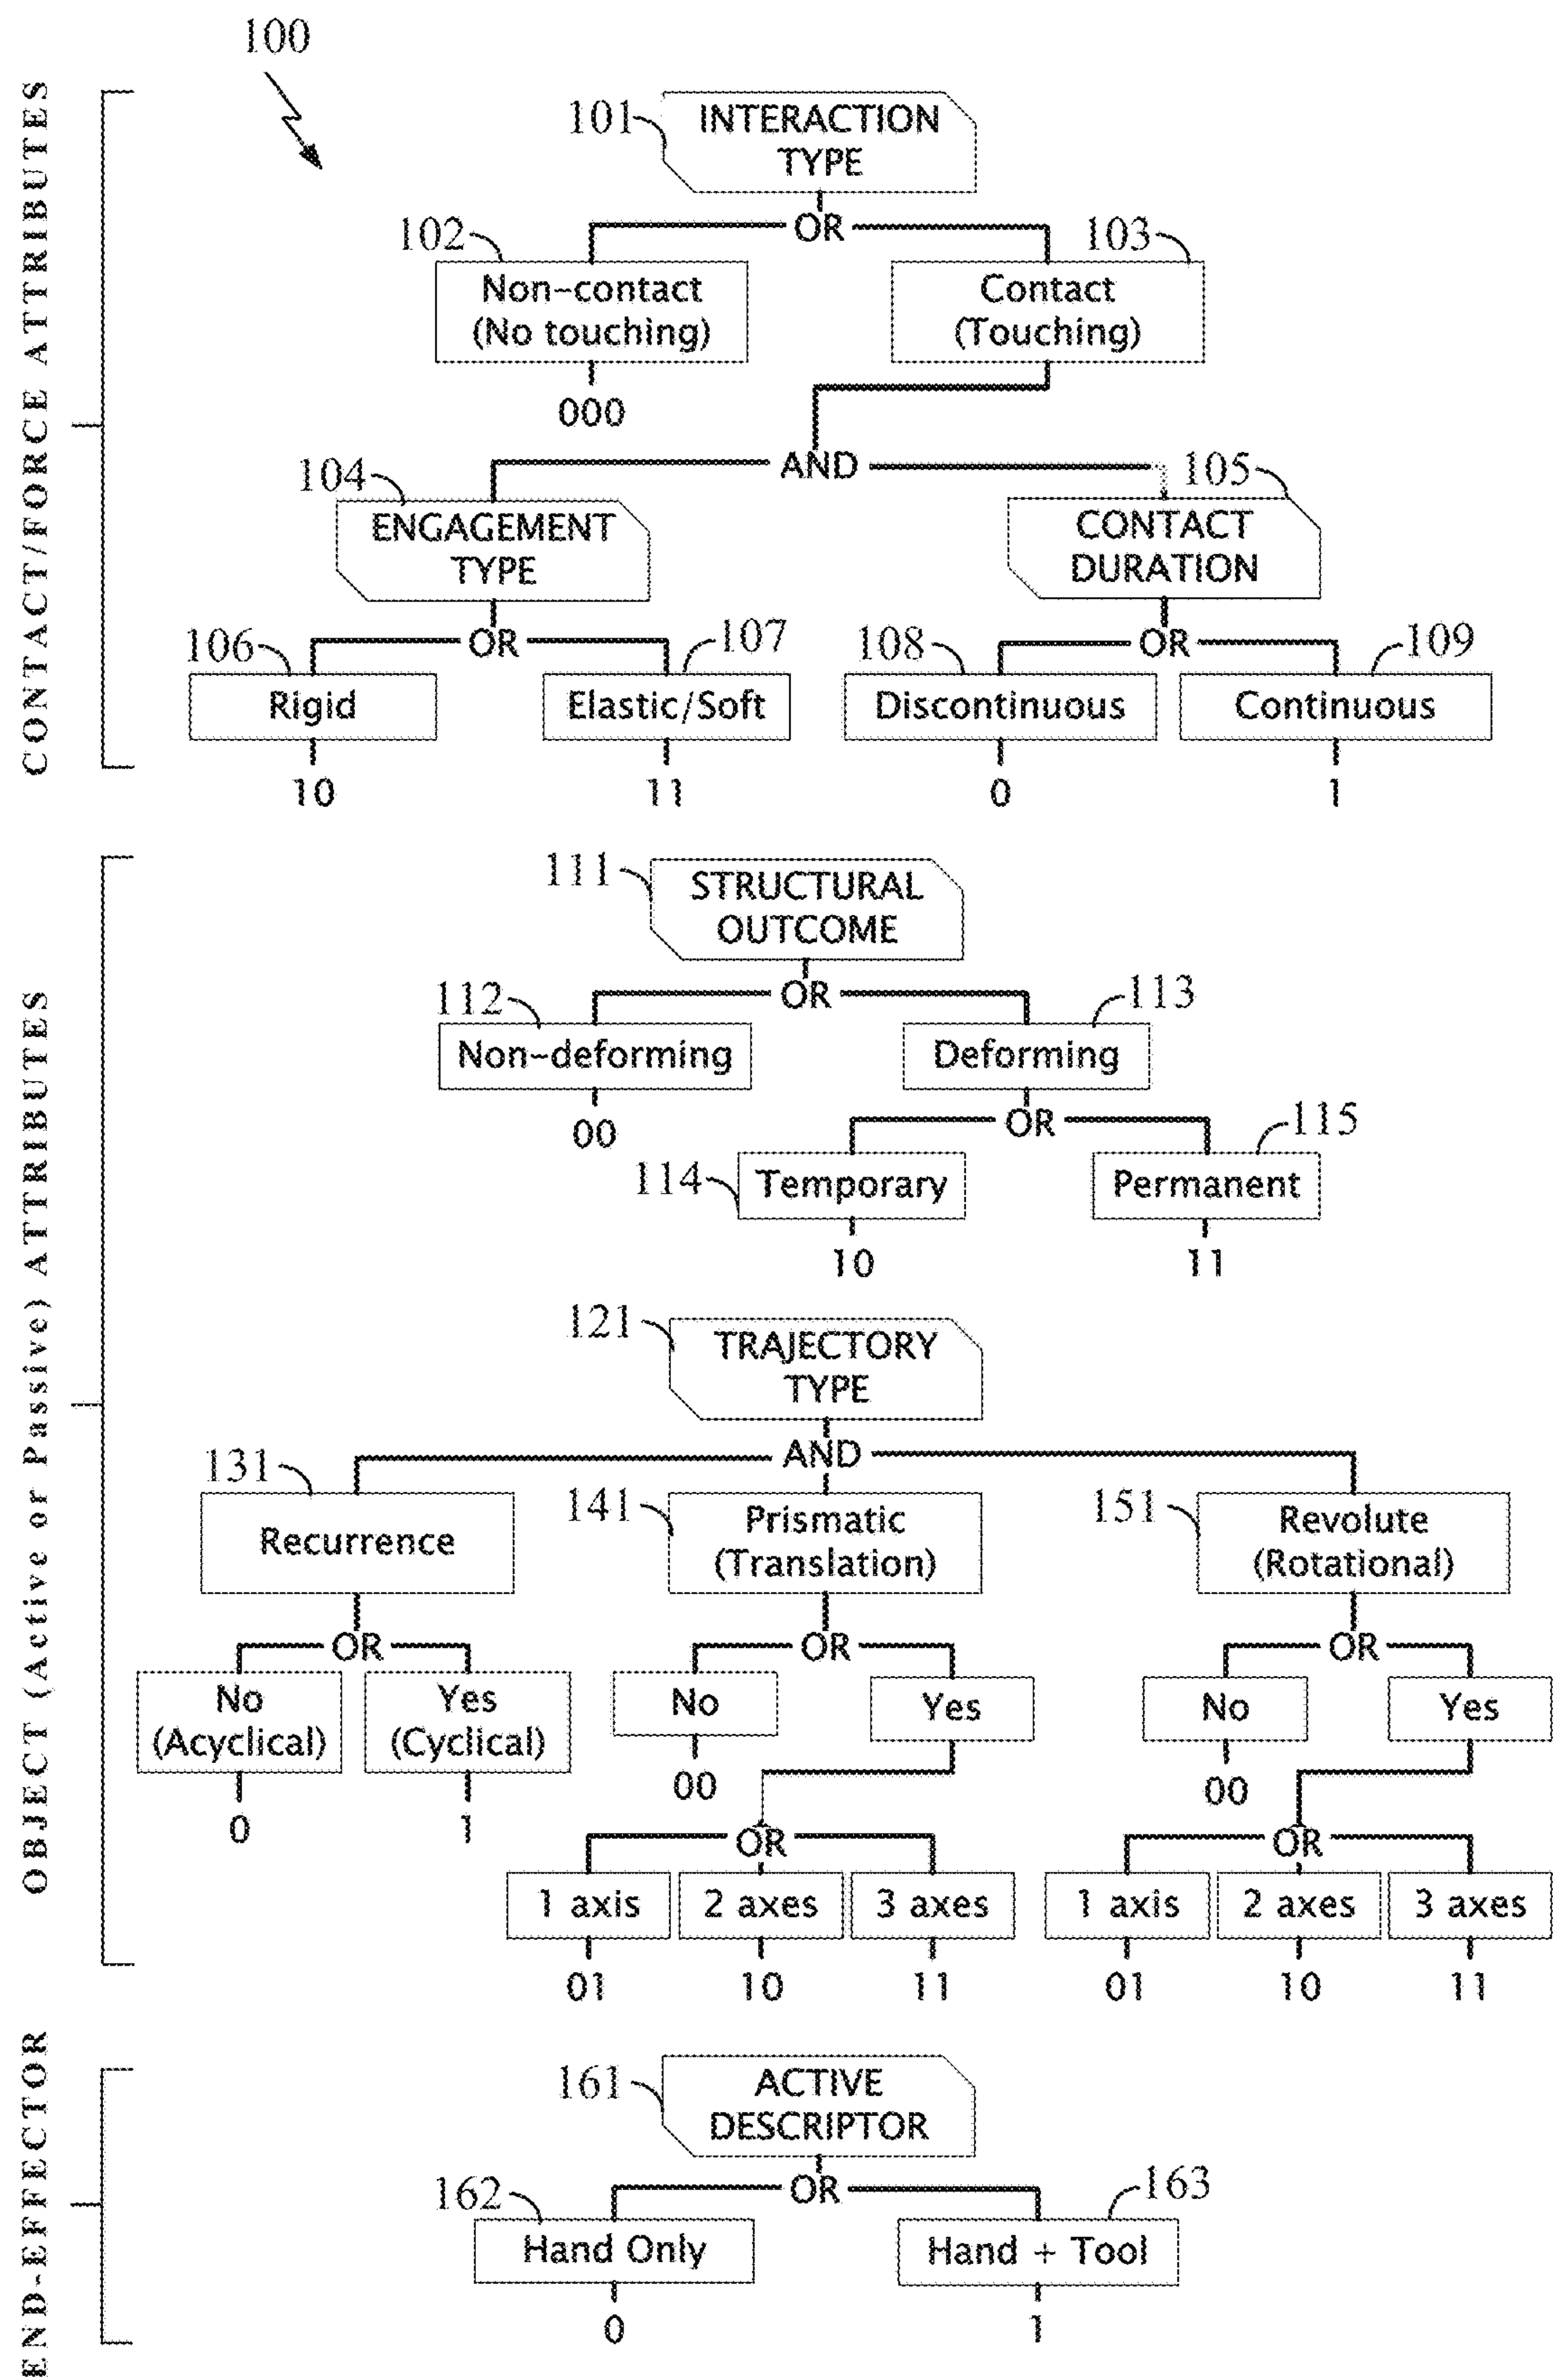 100
CONTACT/FORCE ATTRIBUTES
101
INTERACTION
TYPE
OR
102
103
Non-contact
(No touching)
Contact
(Touching)
000
AND
104
105
ENGAGEMENT
TYPE
CONTACT
DURATION
106
OR
107
108
OR
109
Rigid
Elastic/Soft
Discontinuous
Continuous
10
11
0
1
OBJECT (Active or Passive) ATTRIBUTES
111
STRUCTURAL
OUTCOME
112
OR
113
Non-deforming
Deforming
00
OR
115
114
Temporary
Permanent
10
11
121
TRAJECTORY
TYPE
AND
131
141
151
Recurrence
Prismatic
(Translation)
Revolute
(Rotational)
OR
OR
OR
No
(Acyclical)
Yes
(Cyclical)
No
Yes
No
Yes
0
1
00
00
OR
OR
1 axis
2 axes
3 axes
1 axis
2 axes
3 axes
01
10
11
01
10
11
END-EFFECTOR
161
ACTIVE
DESCRIPTOR
162
OR
163
Hand Only
Hand + Tool
0
1